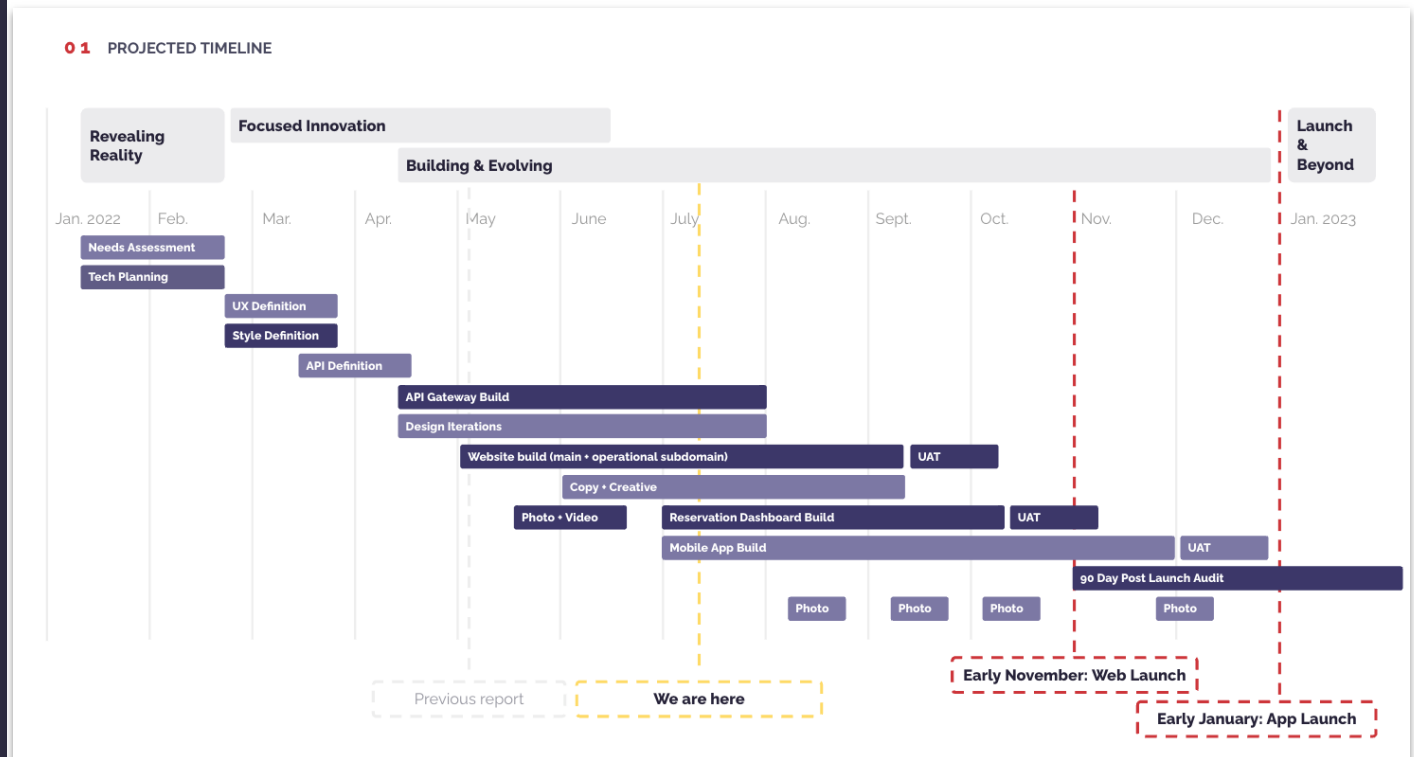 01 PROJECTED TIMELINE
Revealing
Reality
Focused Innovation
Building & Evolving
Launch
&
Beyond
Jan. 2022 Feb. Mar. Apr. May June July Aug. Sept. Oct. Nov. Dec. Jan. 2023
Needs Assessment
Tech Planning
UX Definition
Style Definition
API Definition
API Gateway Build
Design Iterations
Website build (main + operational subdomain) UAT
Copy + Creative
Photo + Video Reservation Dashboard Build UAT
Mobile App Build UAT
90 Day Post Launch Audit
Photo Photo Photo Photo
Early November: Web Launch
Previous report We are here
Early January: App Launch